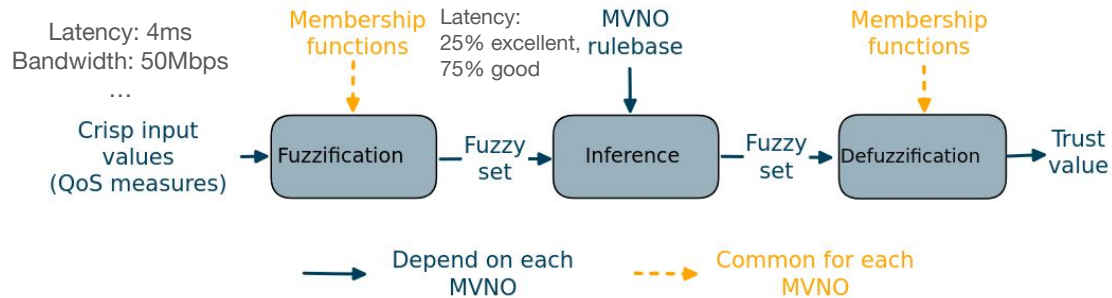 Latency: 4ms
Bandwidth: 50Mbps
...
Membership
functions
Latency:
25% excellent,
75% good
MVNO
rulebase
Membership
functions
Crisp input
values
(QoS measures)
Fuzzification
Fuzzy
set
Inference
Fuzzy
set
Defuzzification
Trust
value
Depend on each
MVNO
Common for each
MVNO